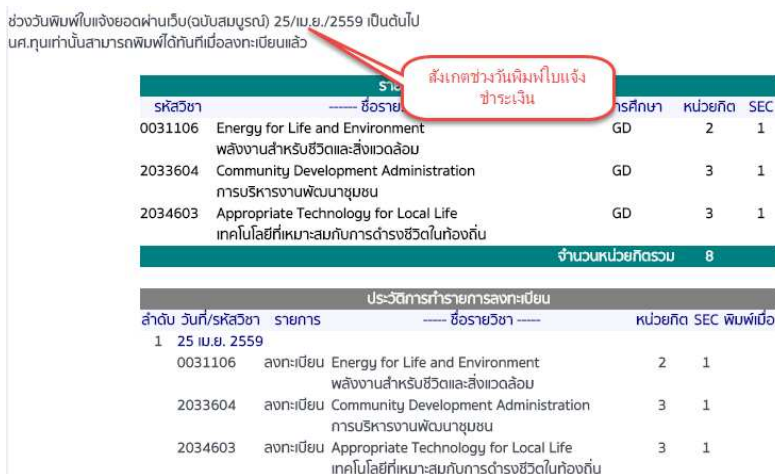 ช่วงวันพิมพ์ใบแจ้งยอดผ่านเว็บ(ฉบับสมบูรณ์) 25/เม.ย./2559 เป็นต้นไป
นศ.ทุนเท่านั้นสามารถพิมพ์ได้ทันทีเมื่อลงทะเบียนแล้ว
สังเกตช่วงวันพิมพ์ใบแจ้ง
ชำระเงิน
รหัสวิชา ------ ชื่อราย รศึกษา หน่วยกิต SEC
0031106 Energy for Life and Environment GD 2 1
พลังงานสำหรับชีวิตและสิ่งแวดล้อม
2033604 Community Development Administration GD 3 1
การบริหารงานพัฒนาชุมชน
2034603 Appropriate Technology for Local Life GD 3 1
เทคโนโลยีที่เหมาะสมกับการดำรงชีวิตในท้องถิ่น
จำนวนหน่วยกิตรวม 8
ประวัติการทำรายการลงทะเบียน
ลำดับ วันที่/รหัสวิชา รายการ ----- ชื่อรายวิชา ----- หน่วยกิต SEC พิมพ์เมื่อ
1 25 เม.ย. 2559
0031106 ลงทะเบียน Energy for Life and Environment 2 1
พลังงานสำหรับชีวิตและสิ่งแวดล้อม
2033604 ลงทะเบียน Community Development Administration 3 1
การบริหารงานพัฒนาชุมชน
2034603 ลงทะเบียน Appropriate Technology for Local Life 3 1
เทคโนโลยีที่เหมาะสมกับการดำรงชีวิตในท้องถิ่น